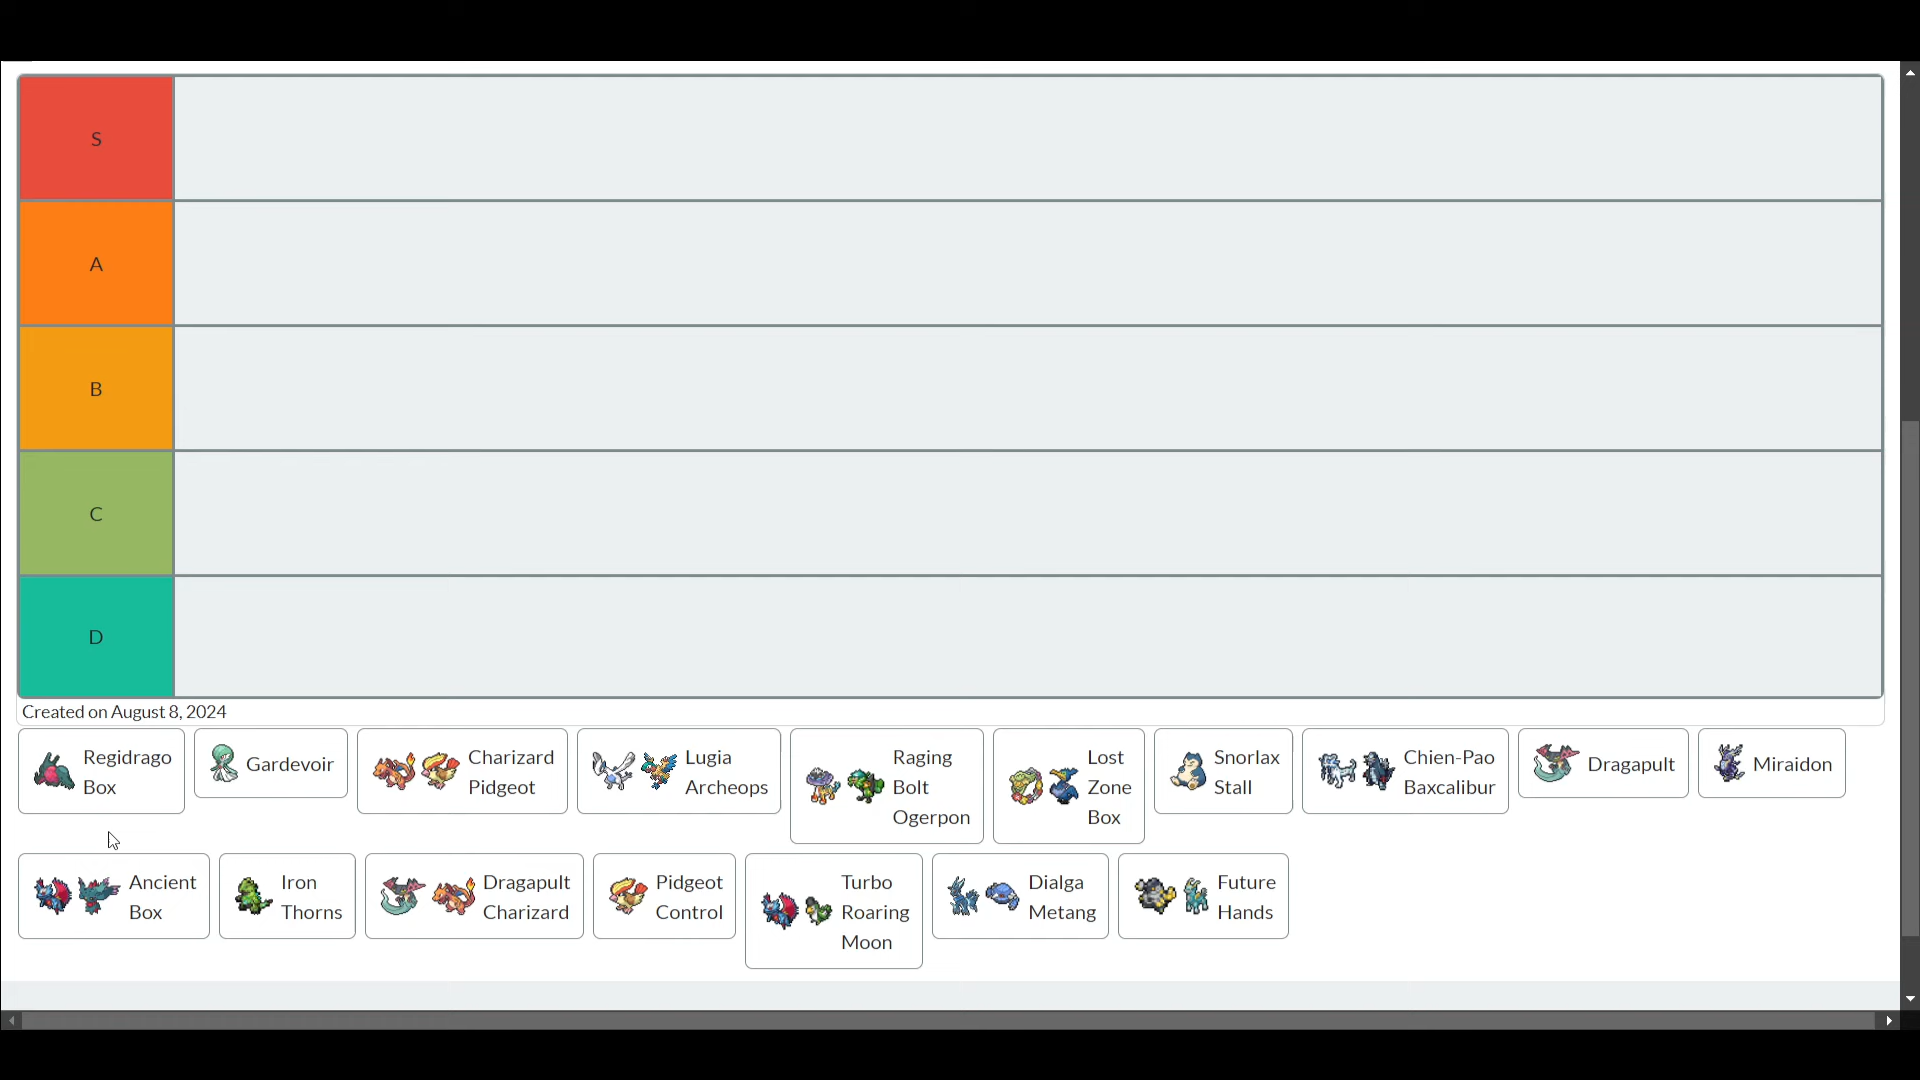 S
A
B
C
D
Created on August 8, 2024
Regidrago
Box
Gardevoir
Charizard
Pidgeot
Lugia
Archeops
Raging
Bolt
Ogerpon
Lost
Zone
Box
Snorlax
Stall
Chien-Pao
Baxcalibur
Dragapult
Miraidon
Ancient
Box
Iron
Thorns
Dragapult
Charizard
Pidgeot
Control
Turbo
Roaring
Moon
Dialga
Metang
Future
Hands